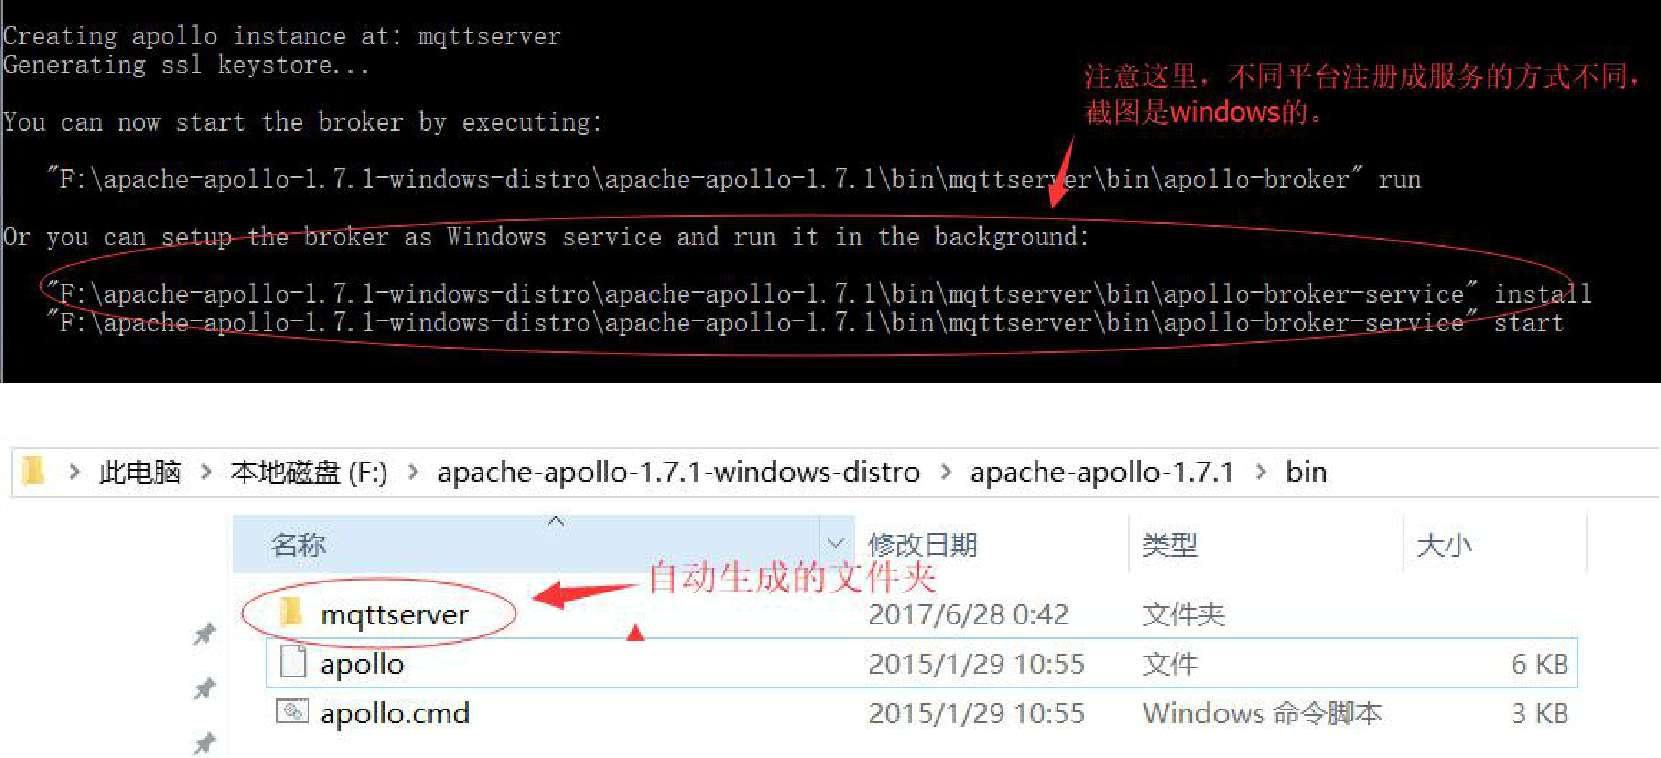 Creating apollo instance at: mqttserver
Generating ssl keystore...
注意这里，不同平台注册成服务的方式不同，
截图是windows的。
You can now start the broker by executing:
"F:\apache-apollo-1.7.1-windows-distro\apache-apollo-1.7.1\bin\mqttserver\bin\apollo-broker" run
Or you can setup the broker as Windows service and run it in the background:
"F:\apache-apollo-1.7.1-windows-distro\apache-apollo-1.7.1\bin\mqttserver\bin\apollo-broker-service" install
"F:\apache-apollo-1.7.1-windows-distro\apache-apollo-1.7.1\bin\mqttserver\bin\apollo-broker-service" start
此电脑 > 本地磁盘 (F:) > apache-apollo-1.7.1-windows-distro > apache-apollo-1.7.1 > bin
名称 修改日期 类型 大小
自动生成的文件夹
mqttserver 2017/6/28 0:42 文件夹
apollo 2015/1/29 10:55 文件 6 KB
apollo.cmd 2015/1/29 10:55 Windows 命令脚本 3 KB